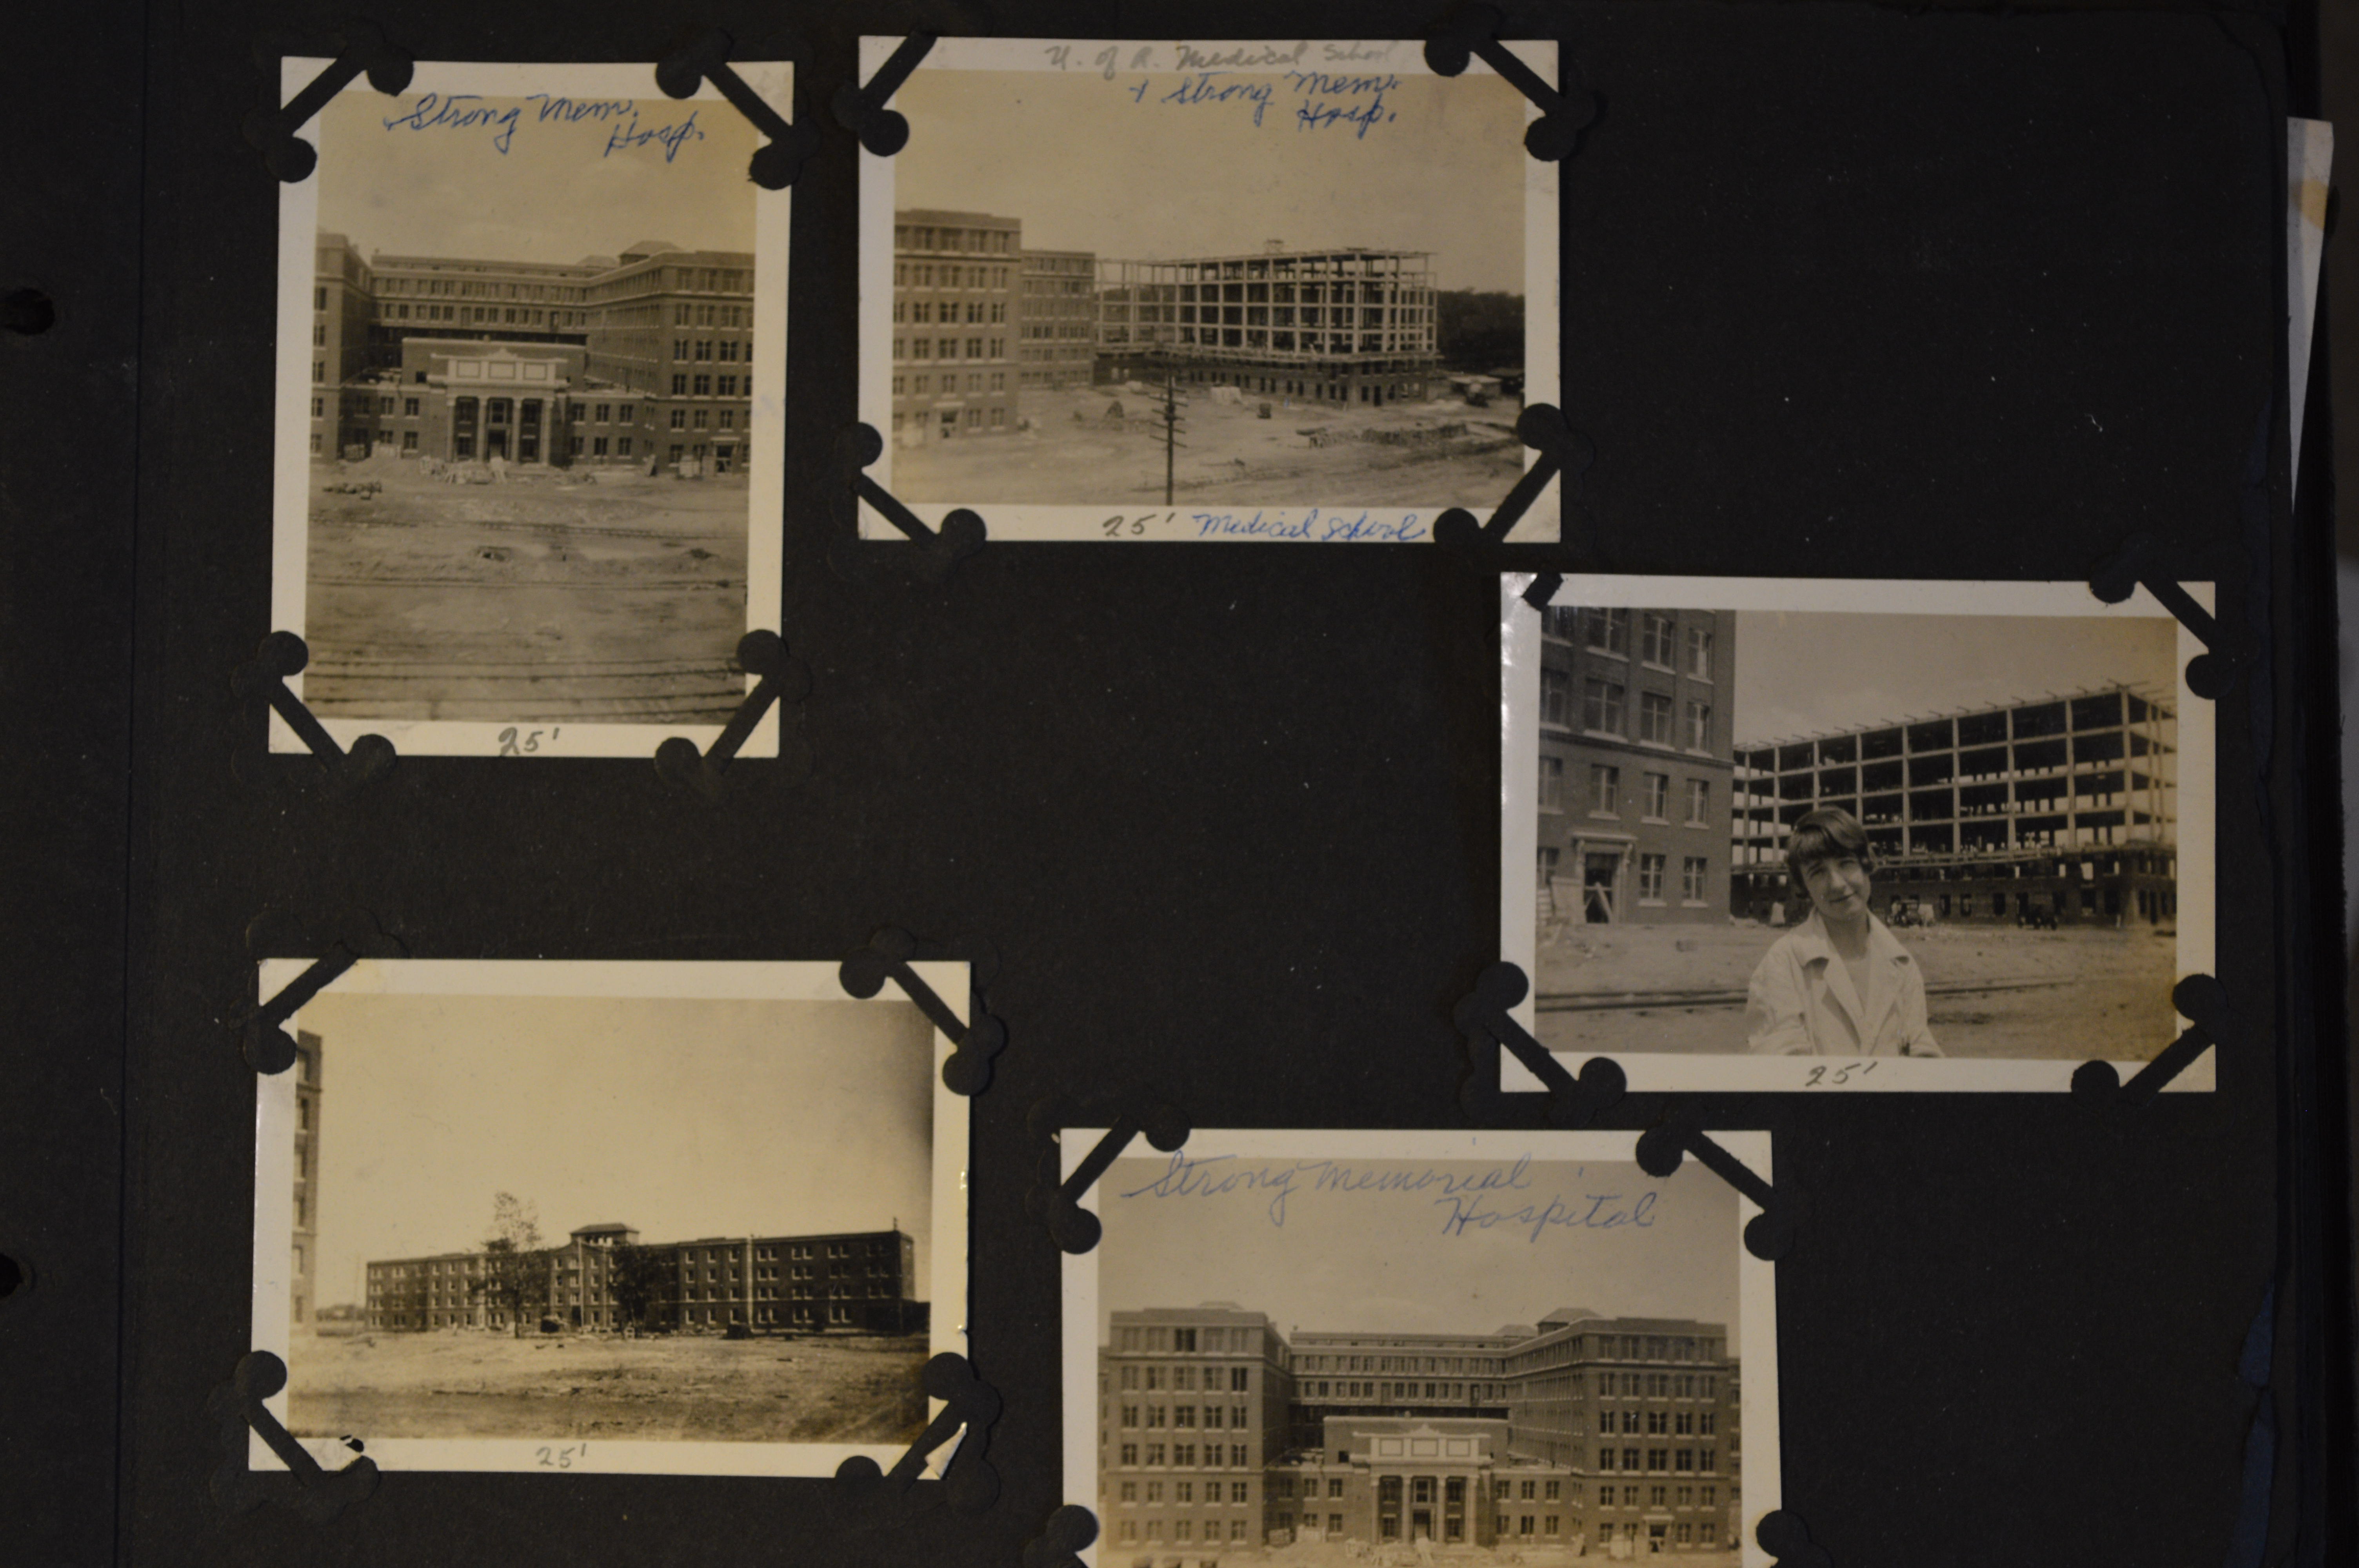 Strong Mem.
Hosp.
25'
U. of R. Medical School
+ Strong Mem.
Hosp.
25' Medical School
25'
25'
Strong Memorial
Hospital